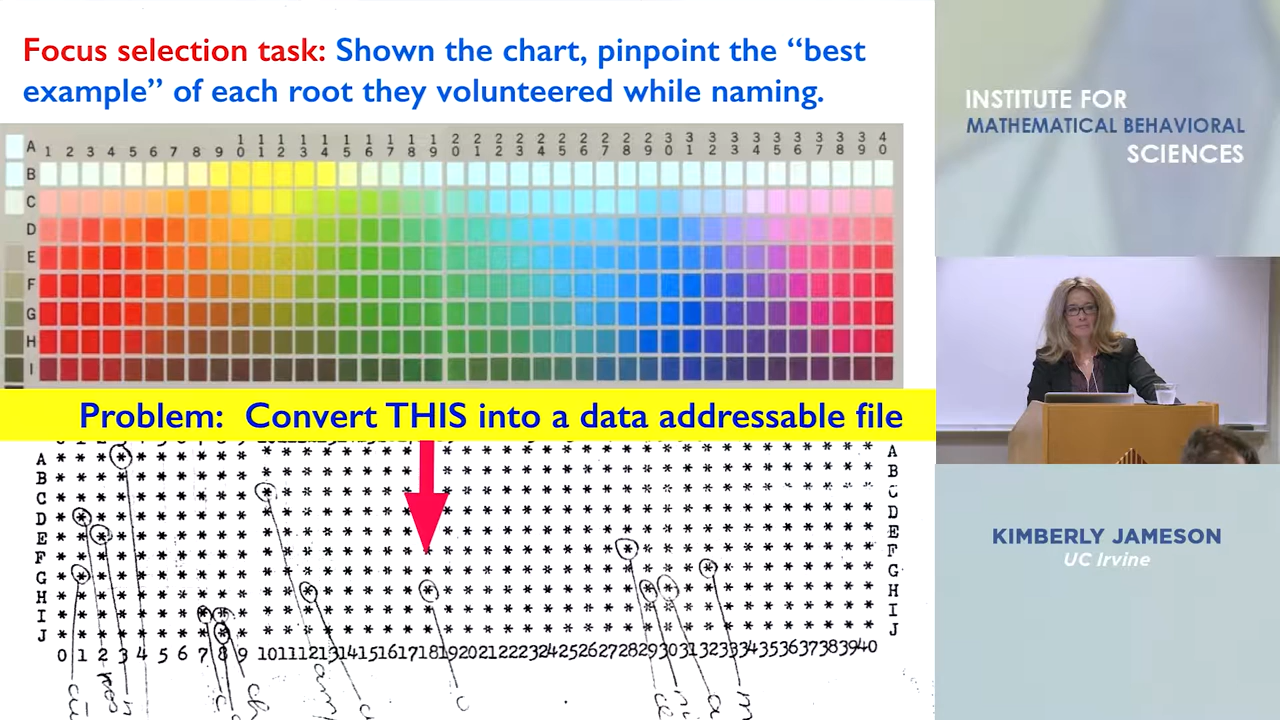 Focus selection task: Shown the chart, pinpoint the “best
example” of each root they volunteered while naming.
1 2 3 4 5 6 7 8 9 10 11 12 13 14 15 16 17 18 19 20 21 22 23 24 25 26 27 28 29 30 31 32 33 34 35 36 37 38 39 40
A
B
C
D
E
F
G
H
I
Problem: Convert THIS into a data addressable file
A A
B B
C C
D D
E E
F F
G G
H H
I I
J J
0 1 2 3 4 5 6 7 8 9 10 11 12 13 14 15 16 17 18 19 20 21 22 23 24 25 26 27 28 29 30 31 32 33 34 35 36 37 38 39 40
INSTITUTE FOR
MATHEMATICAL BEHAVIORAL
SCIENCES
KIMBERLY JAMESON
UC Irvine